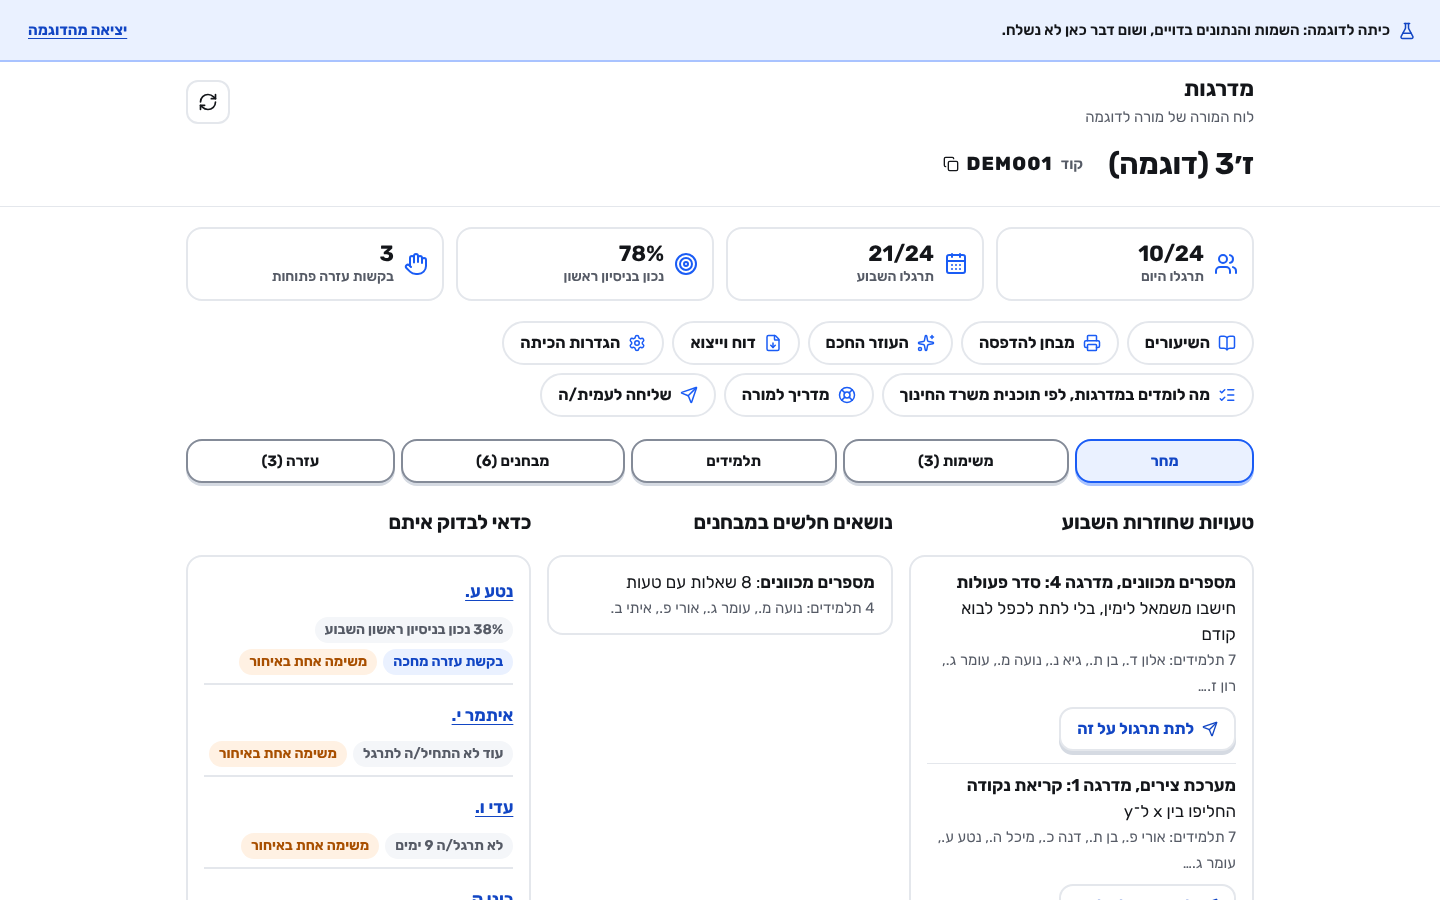 כיתה לדוגמה: השמות והנתונים בדויים, ושום דבר כאן לא נשלח.
יציאה מהדוגמה
מדרגות
לוח המורה של מורה לדוגמה
ז׳3 (דוגמה) קוד DEMO01
10/24
תרגלו היום
21/24
תרגלו השבוע
78%
נכון בניסיון ראשון
3
בקשות עזרה פתוחות
השיעורים
מבחן להדפסה
העוזר החכם
דוח וייצוא
הגדרות הכיתה
מה לומדים במדרגות, לפי תוכנית משרד החינוך
מדריך למורה
שליחה לעמית/ה
מחר
משימות (3)
תלמידים
מבחנים (6)
עזרה (3)
טעויות שחוזרות השבוע
מספרים מכוונים, מדרגה 4: סדר פעולות
חישבו משמאל לימין, בלי לתת לכפל לבוא
קודם
7 תלמידים: אלון ד., בן ת., גיא נ., נועה מ., עומר ג.,
רון ז.…
לתת תרגול על זה
מערכת צירים, מדרגה 1: קריאת נקודה
החליפו בין x ל־y
7 תלמידים: אורי פ., בן ת., דנה כ., מיכל ה., נטע ע.,
עומר ג.…
נושאים חלשים במבחנים
מספרים מכוונים: 8 שאלות עם טעות
4 תלמידים: נועה מ., עומר ג., אורי פ., איתי ב.
כדאי לבדוק איתם
נטע ע.
38% נכון בניסיון ראשון השבוע
בקשת עזרה מחכה
משימה אחת באיחור
איתמר י.
עוד לא התחיל/ה לתרגל
משימה אחת באיחור
עדי ו.
לא תרגל/ה 9 ימים
משימה אחת באיחור